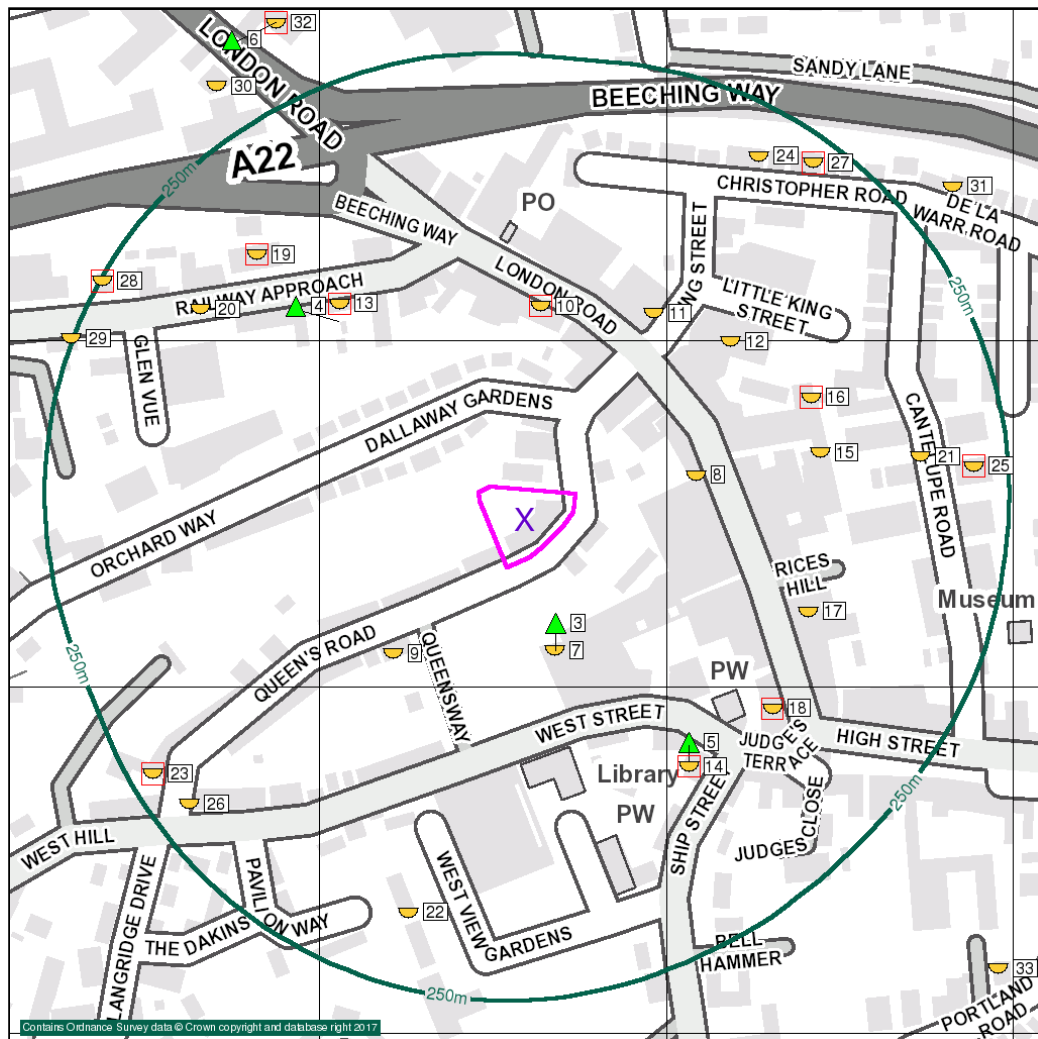 32
6
LONDON ROAD
30
SANDY LANE
BEECHING WAY
A22
250m
24
27
31
CHRISTOPHER ROAD
DE LA
WARR ROAD
PO
BEECHING WAY
KING STREET
19
28
RAILWAY APPROACH
LONDON ROAD
250m
20
4
13
10
11
LITTLE KING
STREET
29
12
GLEN VUE
16
DALLAWAY GARDENS
CANTELUPE ROAD
15
21
25
8
X
ORCHARD WAY
RICES
HILL
Museum
17
3
7
9
QUEEN'S ROAD
QUEENSWAY
250m
PW
18
WEST STREET
5
JUDGE'S
TERRACE
HIGH STREET
14
Library
23
26
PW
SHIP STREET
250m
WEST HILL
JUDGES CLOSE
LANGRIDGE DRIVE
PAVILION WAY
WEST VIEW
GARDENS
22
THE DAKINS
BELL
HAMMER
33
250m
PORTLAND
ROAD
Contains Ordnance Survey data © Crown copyright and database right 2017